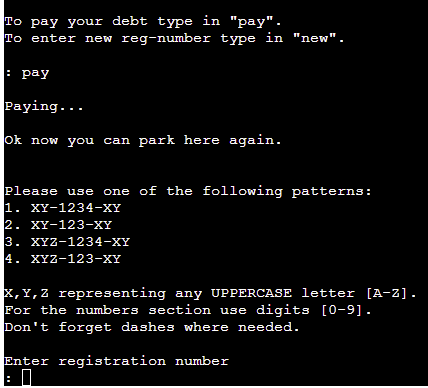 To pay your debt type in "pay".
To enter new reg-number type in "new".
: pay
Paying...
Ok now you can park here again.
Please use one of the following patterns:
1. XY-1234-XY
2. XY-123-XY
3. XYZ-1234-XY
4. XYZ-123-XY
X,Y,Z representing any UPPERCASE letter [A-Z].
For the numbers section use digits [0-9].
Don't forget dashes where needed.
Enter registration number
: